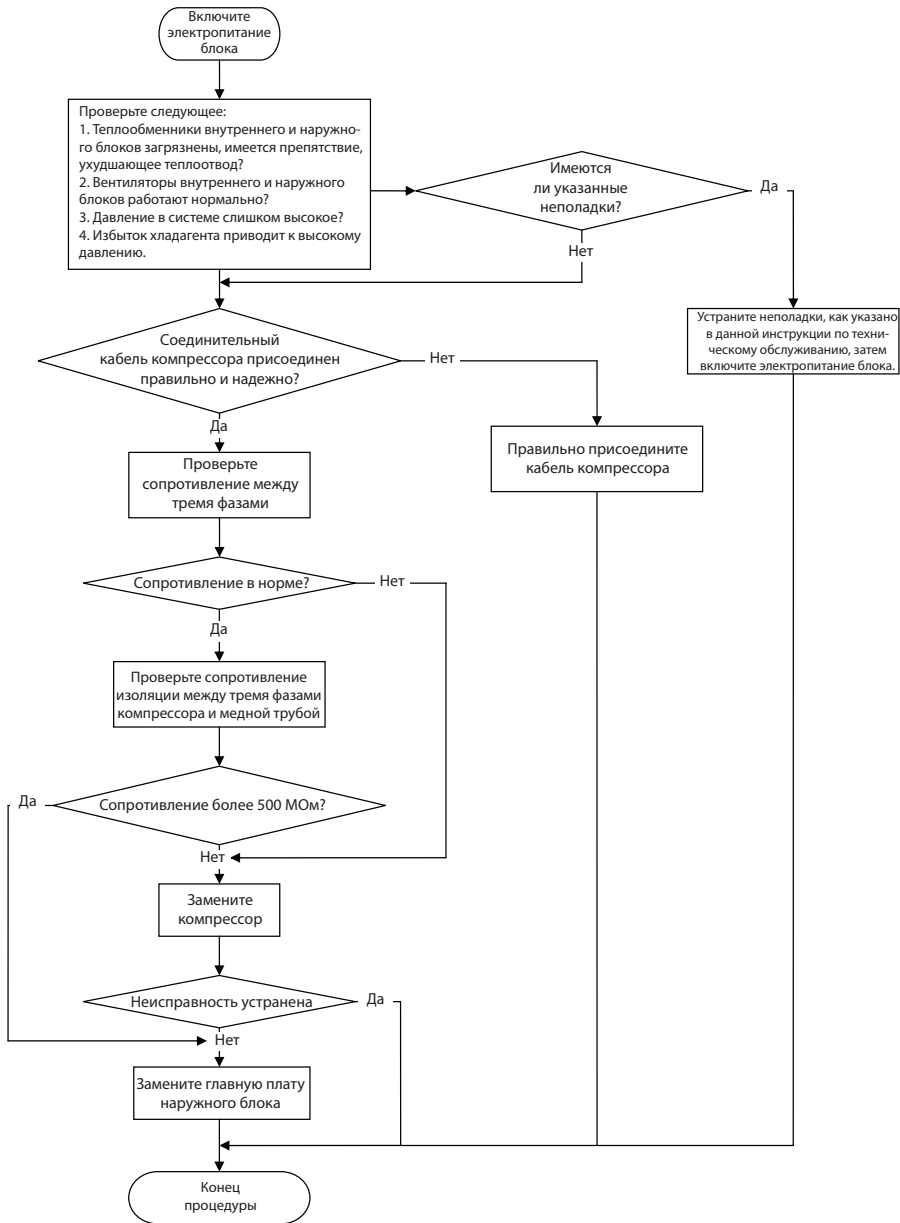 Включите
электропитание
блока
Проверьте следующее:
1. Теплообменники внутреннего и наружно-
го блоков загрязнены, имеется препятствие,
ухудшающее теплоотвод?
2. Вентиляторы внутреннего и наружного
блоков работают нормально?
3. Давление в системе слишком высокое?
4. Избыток хладагента приводит к высокому
давлению.
Имеются
ли указанные
неполадки?
Да
Нет
Устраните неполадки, как указано
в данной инструкции по техни-
ческому обслуживанию, затем
включите электропитание блока.
Соединительный
кабель компрессора присоединен
правильно и надежно?
Нет
Да
Правильно присоедините
кабель компрессора
Проверьте
сопротивление между
тремя фазами
Сопротивление в норме?
Нет
Да
Проверьте сопротивление
изоляции между тремя фазами
компрессора и медной трубой
Да
Сопротивление более 500 МОм?
Нет
Замените
компрессор
Неисправность устранена
Да
Нет
Замените главную плату
наружного блока
Конец
процедуры